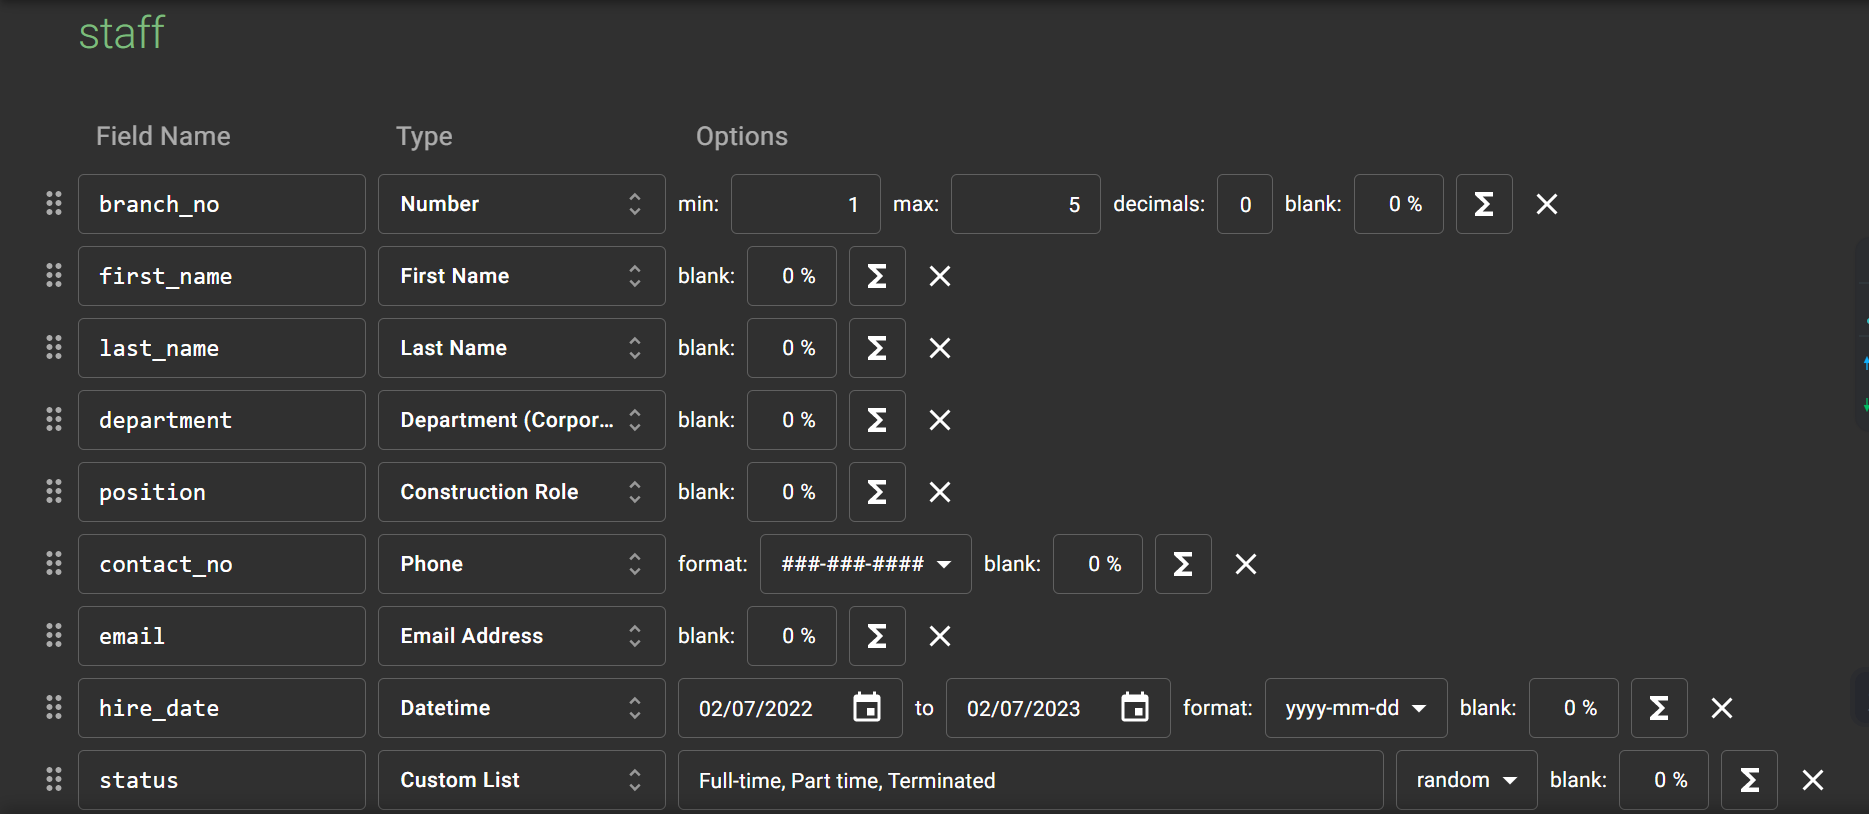 staff
Field Name Type Options
branch_no Number min: 1 max: 5 decimals: 0 blank: 0 % Σ
first_name First Name blank: 0 % Σ
last_name Last Name blank: 0 % Σ
department Department (Corpor... blank: 0 % Σ
position Construction Role blank: 0 % Σ
contact_no Phone format: ###-###-#### blank: 0 % Σ
email Email Address blank: 0 % Σ
hire_date Datetime 02/07/2022 to 02/07/2023 format: yyyy-mm-dd blank: 0 % Σ
status Custom List Full-time, Part time, Terminated random blank: 0 % Σ